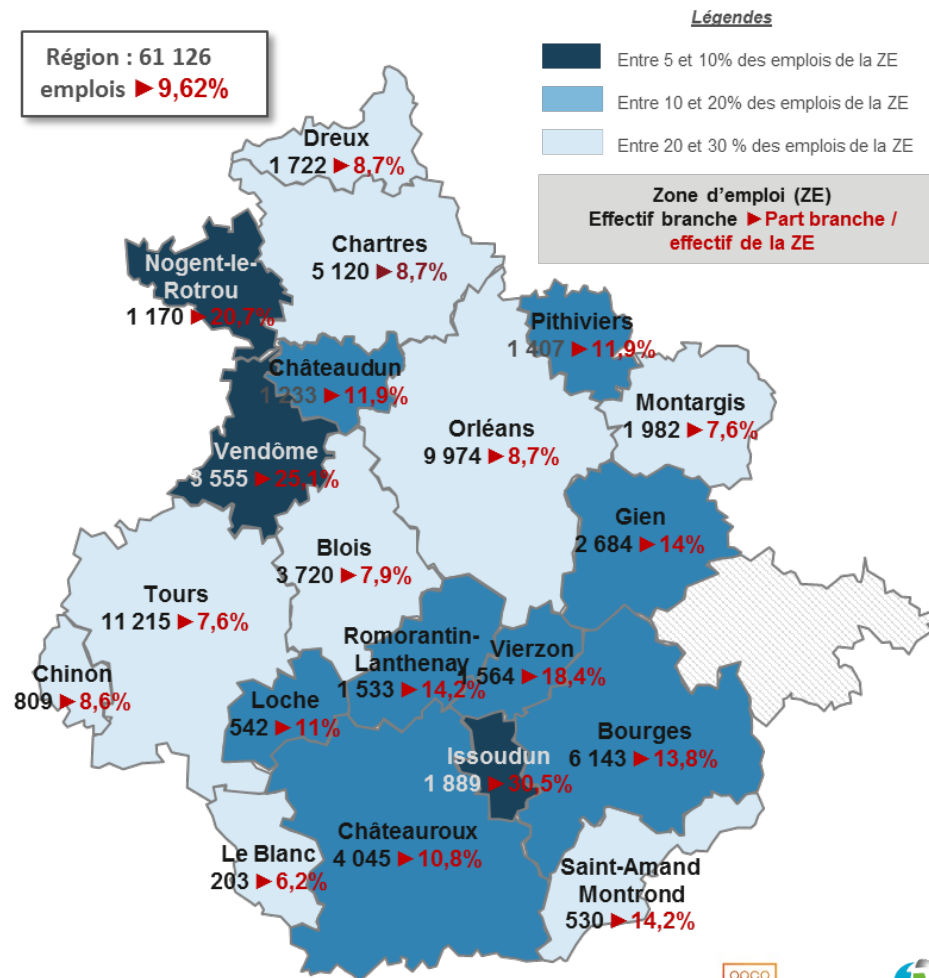 Légendes
Région : 61 126
emplois ►9,62%
Entre 5 et 10% des emplois de la ZE
Entre 10 et 20% des emplois de la ZE
Entre 20 et 30 % des emplois de la ZE
Zone d'emploi (ZE)
Effectif branche ►Part branche /
effectif de la ZE
Dreux
1 722 ►8,7%
Chartres
5 120 ►8,7%
Nogent-le-
Rotrou
1 170 ►20,7%
Pithiviers
1 407 ►11,9%
Châteaudun
1 233 ►11,9%
Montargis
1 982 ►7,6%
Orléans
9 974 ►8,7%
Vendôme
3 555 ►25,1%
Gien
2 684 ►14%
Blois
3 720 ►7,9%
Tours
11 215 ►7,6%
Romorantin-
Lanthenay
1 533 ►14,2%
Vierzon
1 564 ►18,4%
Chinon
809 ►8,6%
Loche
542 ►11%
Bourges
6 143 ►13,8%
Issoudun
1 889 ►30,5%
Châteauroux
4 045 ►10,8%
Le Blanc
203 ►6,2%
Saint-Amand
Montrond
530 ►14,2%